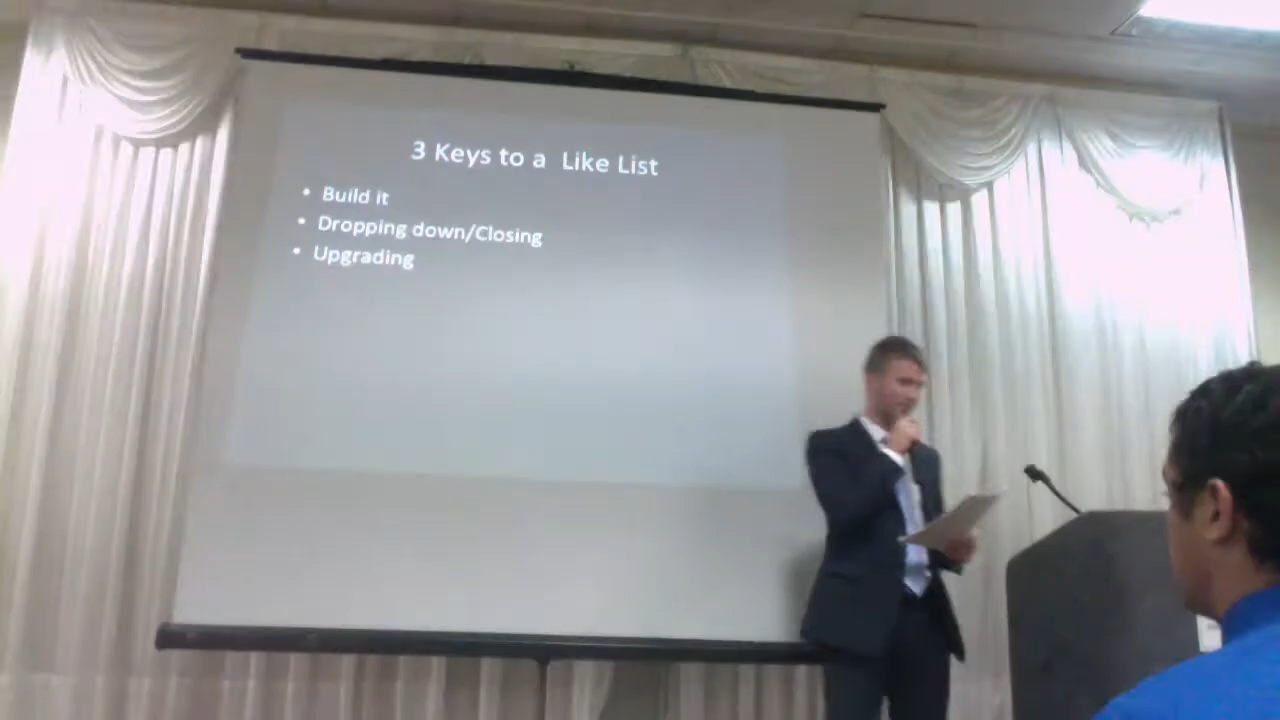 3 Keys to a Like List
• Build it
• Dropping down/Closing
• Upgrading